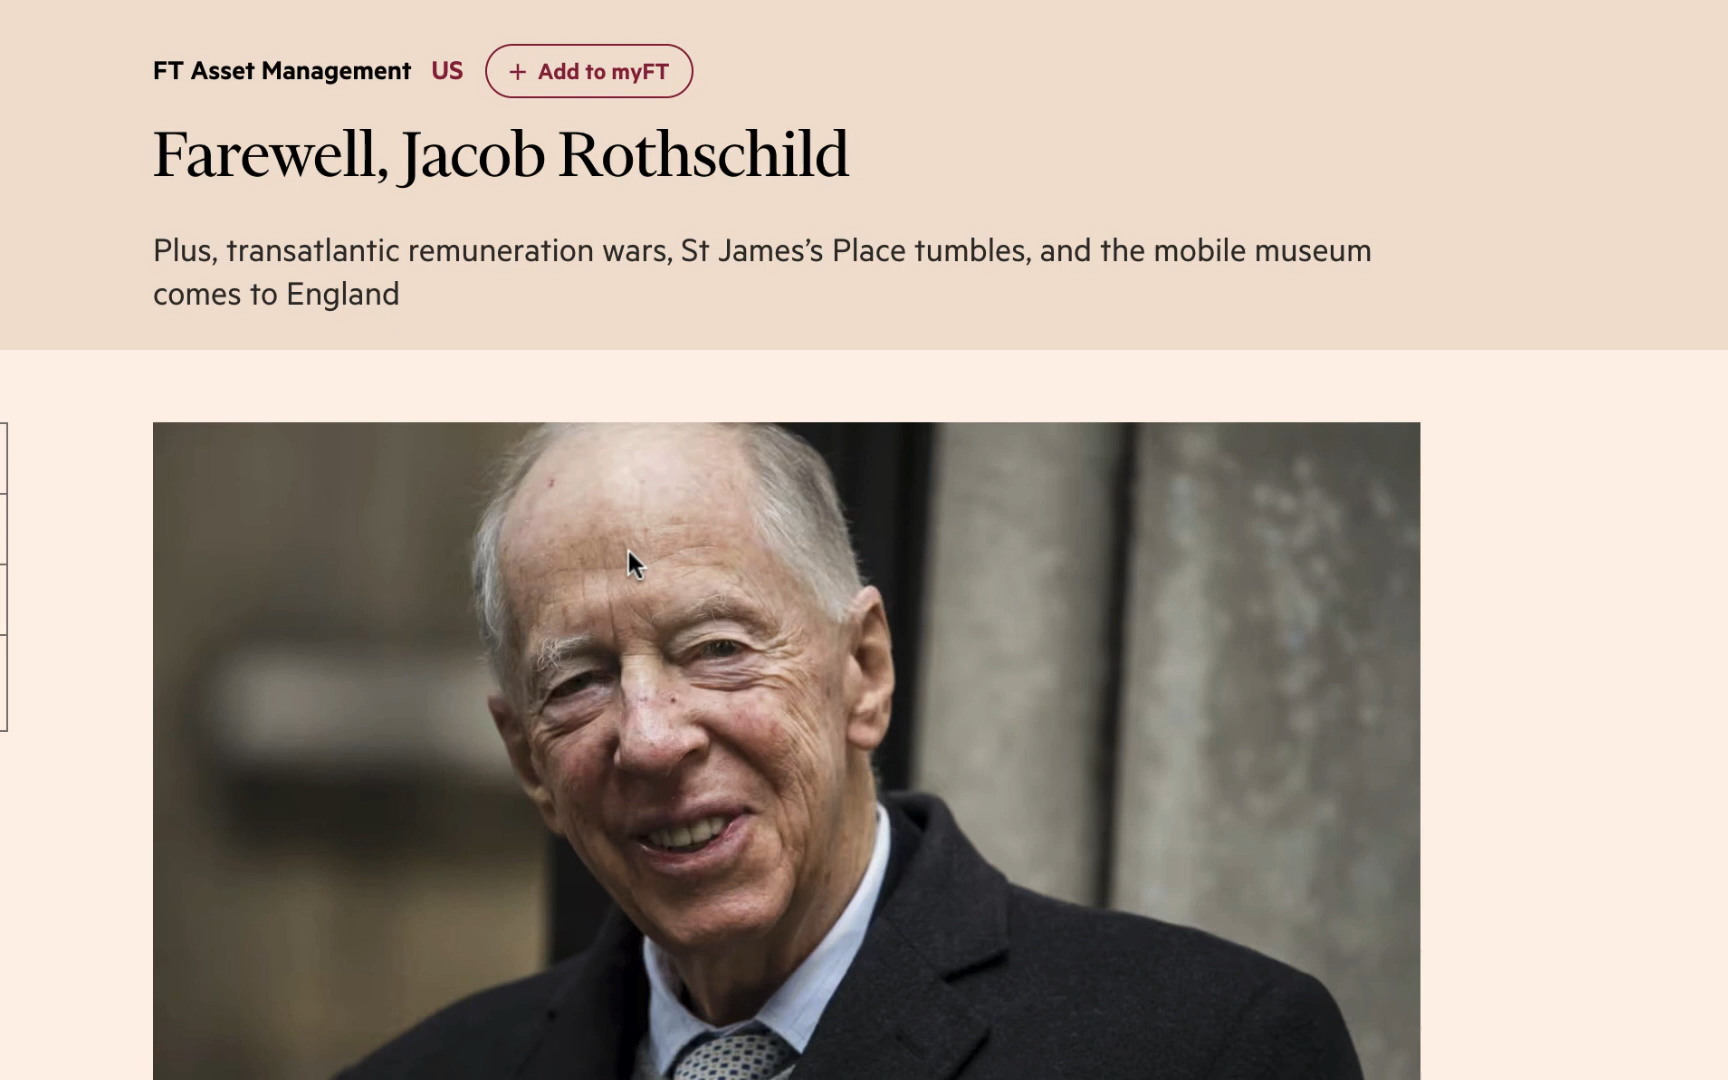 FT Asset Management US + Add to myFT
Farewell, Jacob Rothschild
Plus, transatlantic remuneration wars, St James’s Place tumbles, and the mobile museum
comes to England